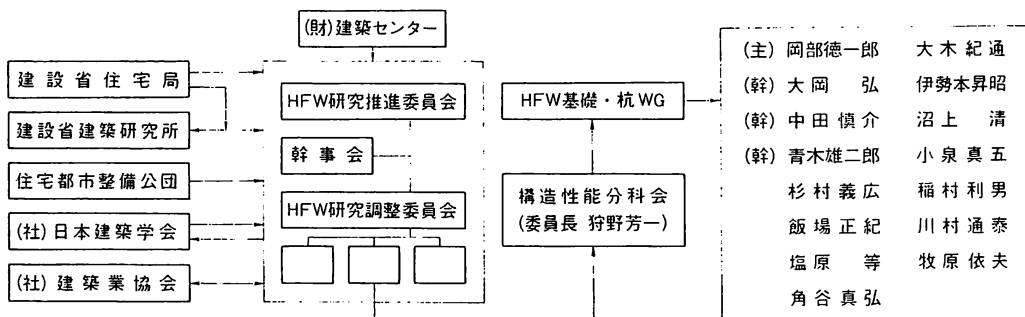 (財)建築センター
建設省住宅局
建設省建築研究所
住宅都市整備公団
(社)日本建築学会
(社)建築業協会
HFW研究推進委員会
幹事会
HFW研究調整委員会
HFW基礎・杭WG
構造性能分科会
(委員長 狩野芳一)
(主) 岡部徳一郎 大木紀通
(幹) 大岡 弘 伊勢本昇昭
(幹) 中田慎介 沼上 清
(幹) 青木雄二郎 小泉真五
杉村義広 稲村利男
飯場正紀 川村通泰
塩原 等 牧原依夫
角谷真弘